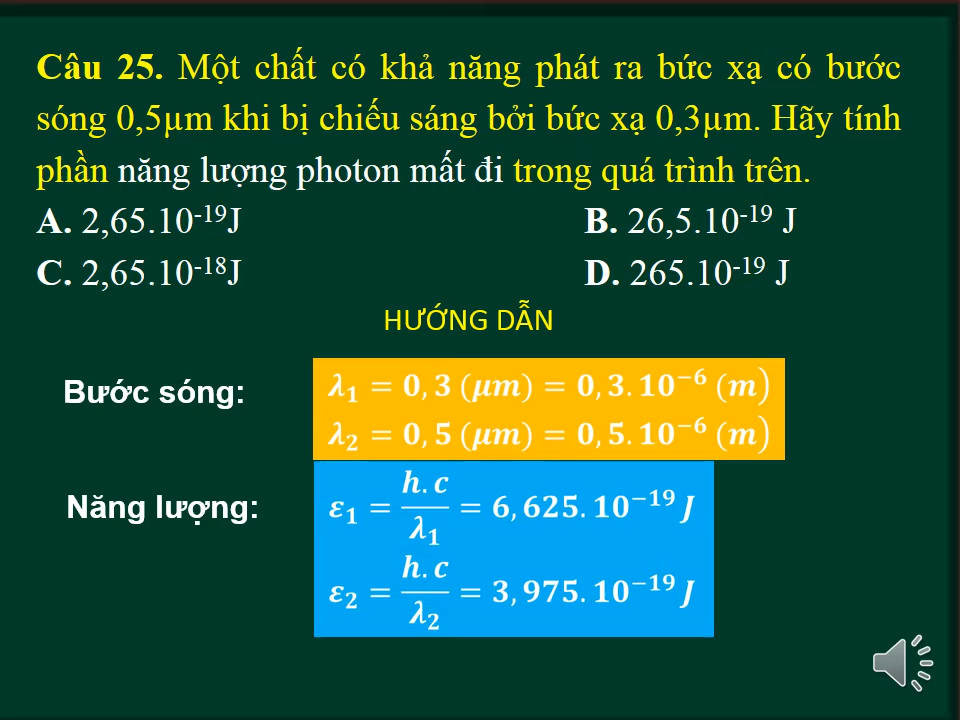 Câu 25. Một chất có khả năng phát ra bức xạ có bước
sóng 0,5µm khi bị chiếu sáng bởi bức xạ 0,3µm. Hãy tính
phần năng lượng photon mất đi trong quá trình trên.
A. 2,65.10⁻¹⁹J B. 26,5.10⁻¹⁹ J
C. 2,65.10⁻¹⁸J D. 265.10⁻¹⁹ J
HƯỚNG DẪN
Bước sóng: λ₁ = 0,3 (μm) = 0,3.10⁻⁶ (m)
λ₂ = 0,5 (μm) = 0,5.10⁻⁶ (m)
Năng lượng: ε₁ = h.c/λ₁ = 6,625.10⁻¹⁹ J
ε₂ = h.c/λ₂ = 3,975.10⁻¹⁹ J